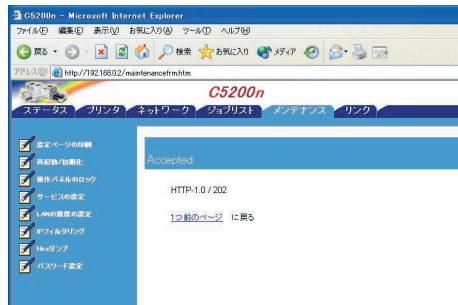 C5200n - Microsoft Internet Explorer
ファイル(F) 編集(E) 表示(V) お気に入り(A) ツール(T) ヘルプ(H)
戻る 検索 お気に入り メディア
アドレス(D) http://192.168.0.2/maintenancefrm.htm
C5200n
ステータス プリンタ ネットワーク ジョブリスト メンテナンス リンク
設定ページの印刷
再起動/初期化
操作パネルのロック
サービスの設定
LANの速度の設定
IPフィルタリング
Hexダンプ
パスワード設定
Accepted
HTTP-1.0 / 202
1つ前のページ に戻る